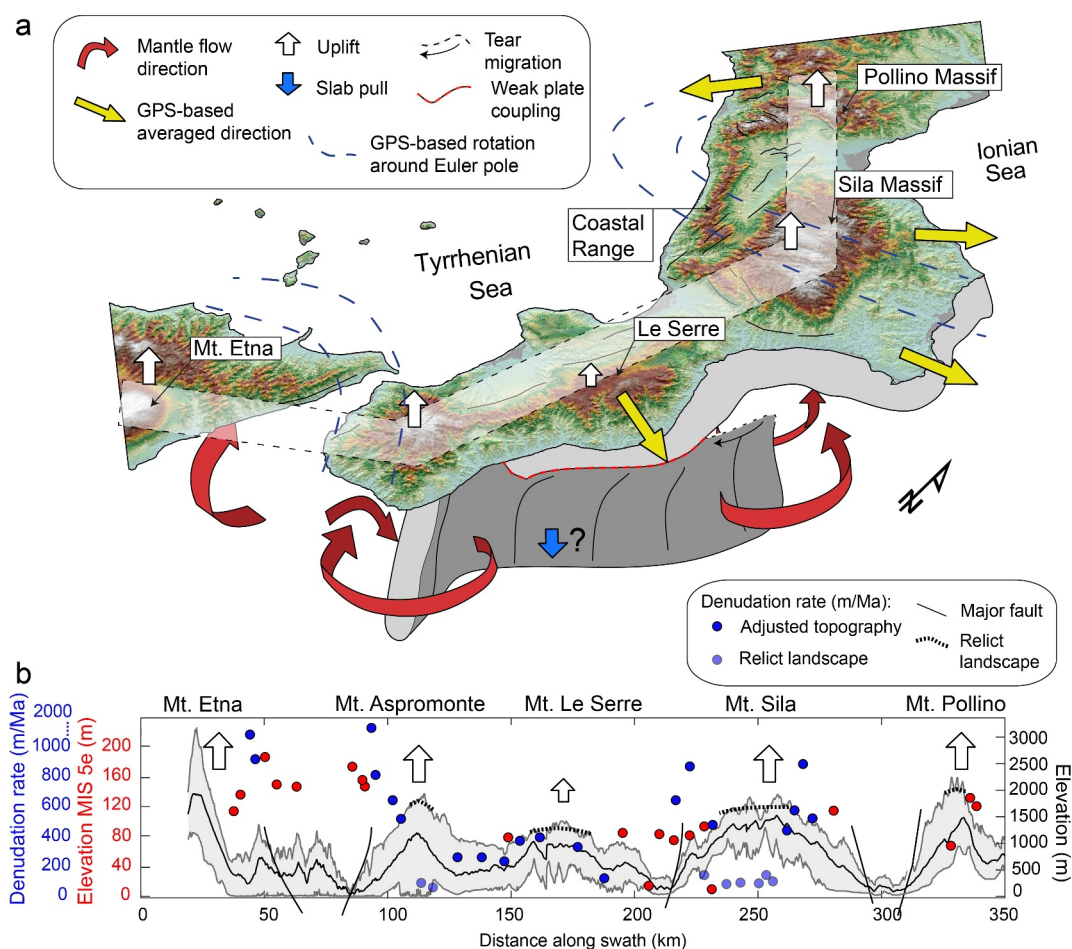 a
Mantle flow
direction
GPS-based
averaged direction
Uplift
Slab pull
Tear
migration
Weak plate
coupling
GPS-based rotation
around Euler pole
Pollino Massif
Ionian
Sea
Sila Massif
Coastal
Range
Tyrrhenian
Sea
Le Serre
Mt. Etna
?
N
Denudation rate (m/Ma):
Adjusted topography
Relict landscape
Major fault
Relict
landscape
b
Mt. Etna
Mt. Aspromonte
Mt. Le Serre
Mt. Sila
Mt. Pollino
Denudation rate (m/Ma)
2000
1000
800
600
400
200
0
Elevation MIS 5e (m)
200
160
120
80
40
0
3000
2500
2000
1500
1000
500
0
Elevation (m)
0
50
100
150
200
250
300
350
Distance along swath (km)